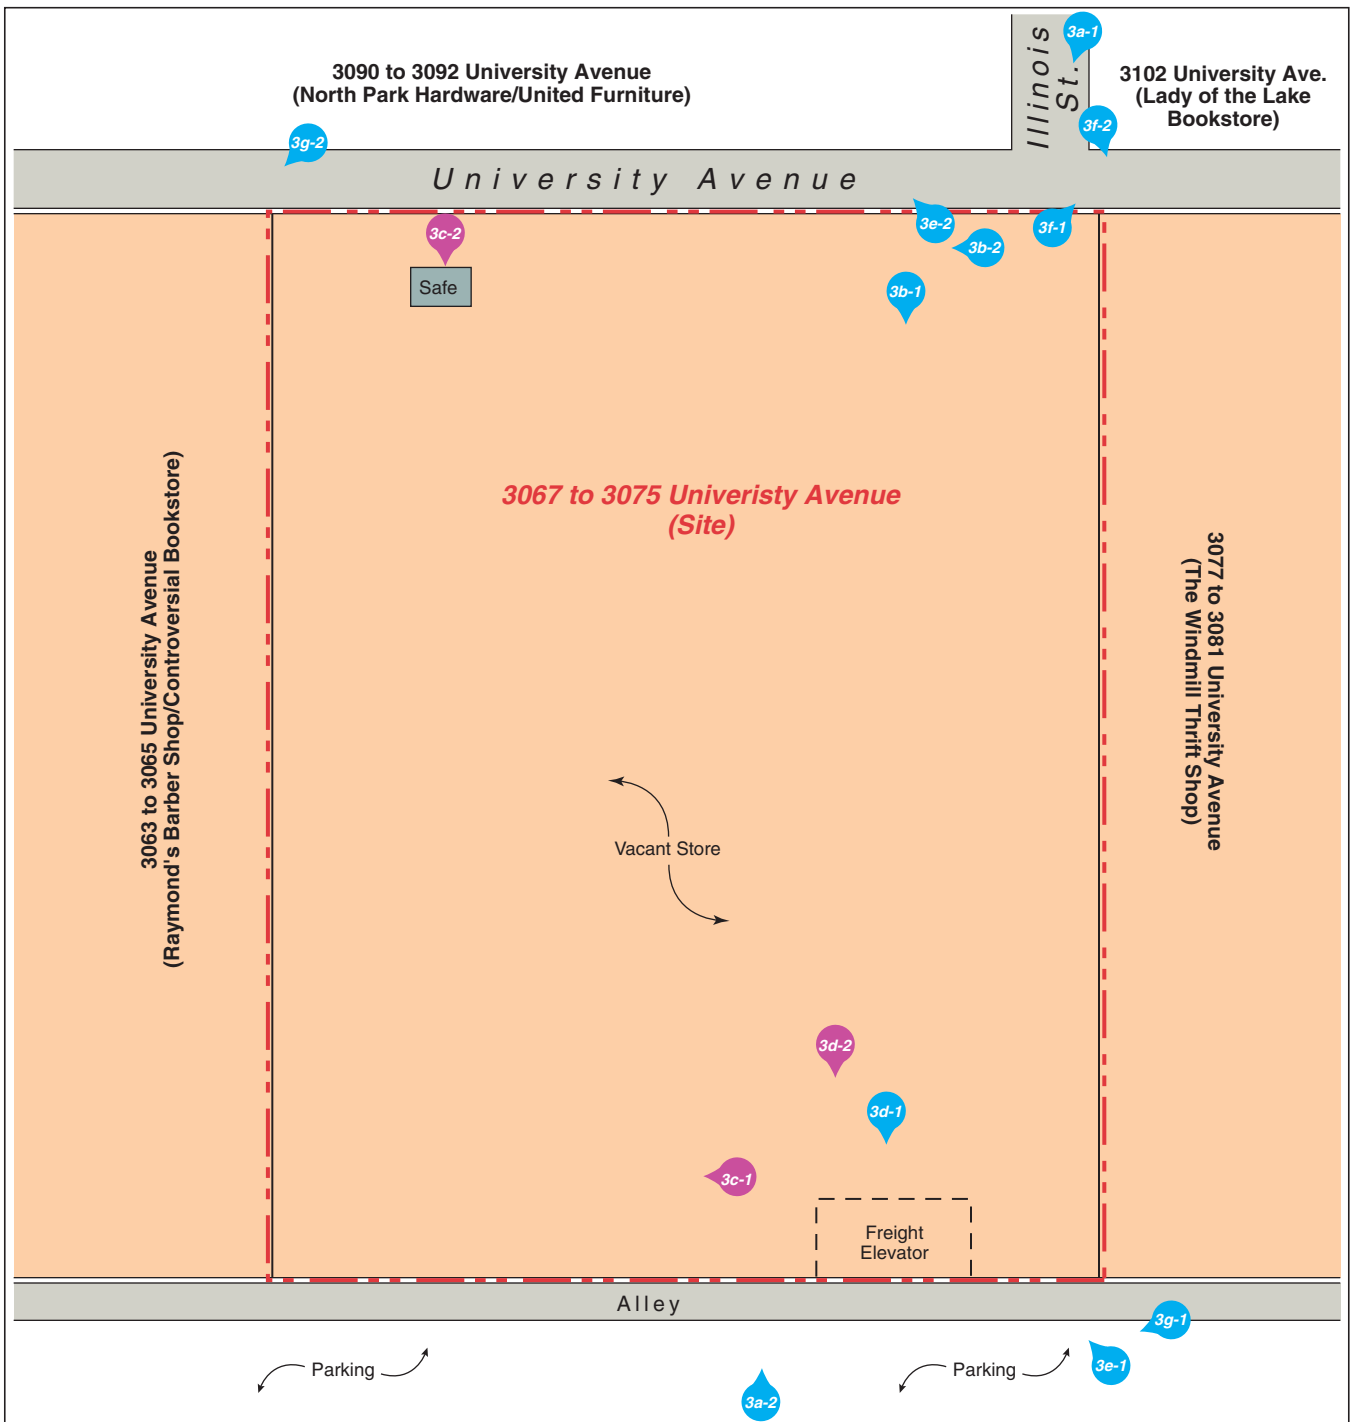 3090 to 3092 University Avenue
(North Park Hardware/United Furniture)
Illinois
St.
3a-1
3102 University Ave.
(Lady of the Lake
Bookstore)
3f-2
3g-2
University Avenue
3c-2
3e-2
3f-1
3b-2
Safe
3b-1
3067 to 3075 Univeristy Avenue
(Site)
3063 to 3065 University Avenue
(Raymond's Barber Shop/Controversial Bookstore)
3077 to 3081 University Avenue
(The Windmill Thrift Shop)
Vacant Store
3d-2
3d-1
3c-1
Freight
Elevator
Alley
3g-1
Parking
Parking
3e-1
3a-2